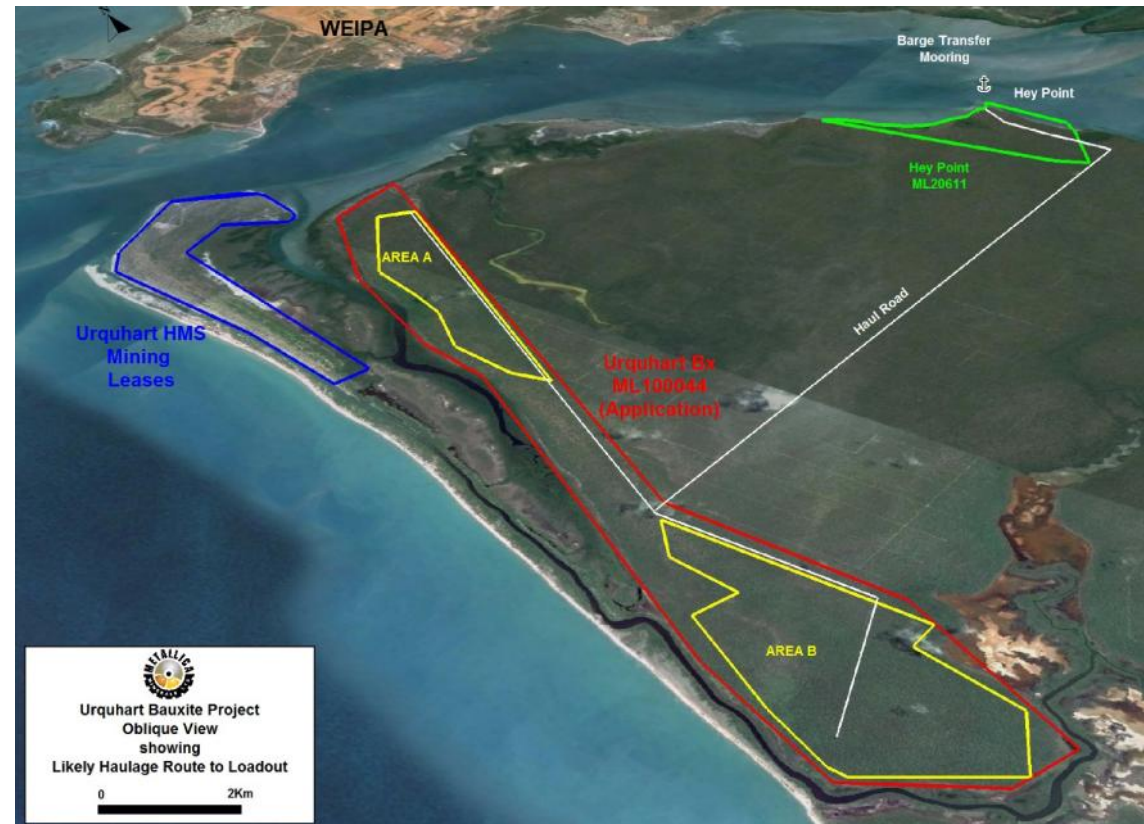 N
WEIPA
Barge Transfer
Mooring
Hey Point
Hey Point
ML20611
AREA A
Haul Road
Urquhart HMS
Mining
Leases
Urquhart Bx
ML100044
(Application)
AREA B
METALLICA
Urquhart Bauxite Project
Oblique View
showing
Likely Haulage Route to Loadout
0 2Km